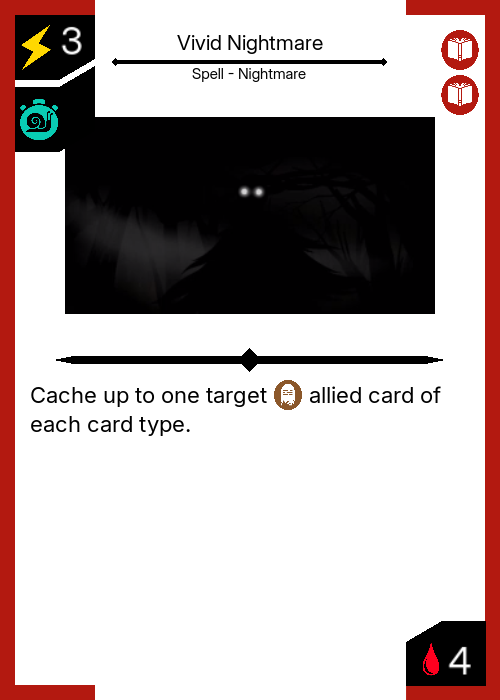 3
Vivid Nightmare
Spell - Nightmare
Cache up to one target allied card of
each card type.
4